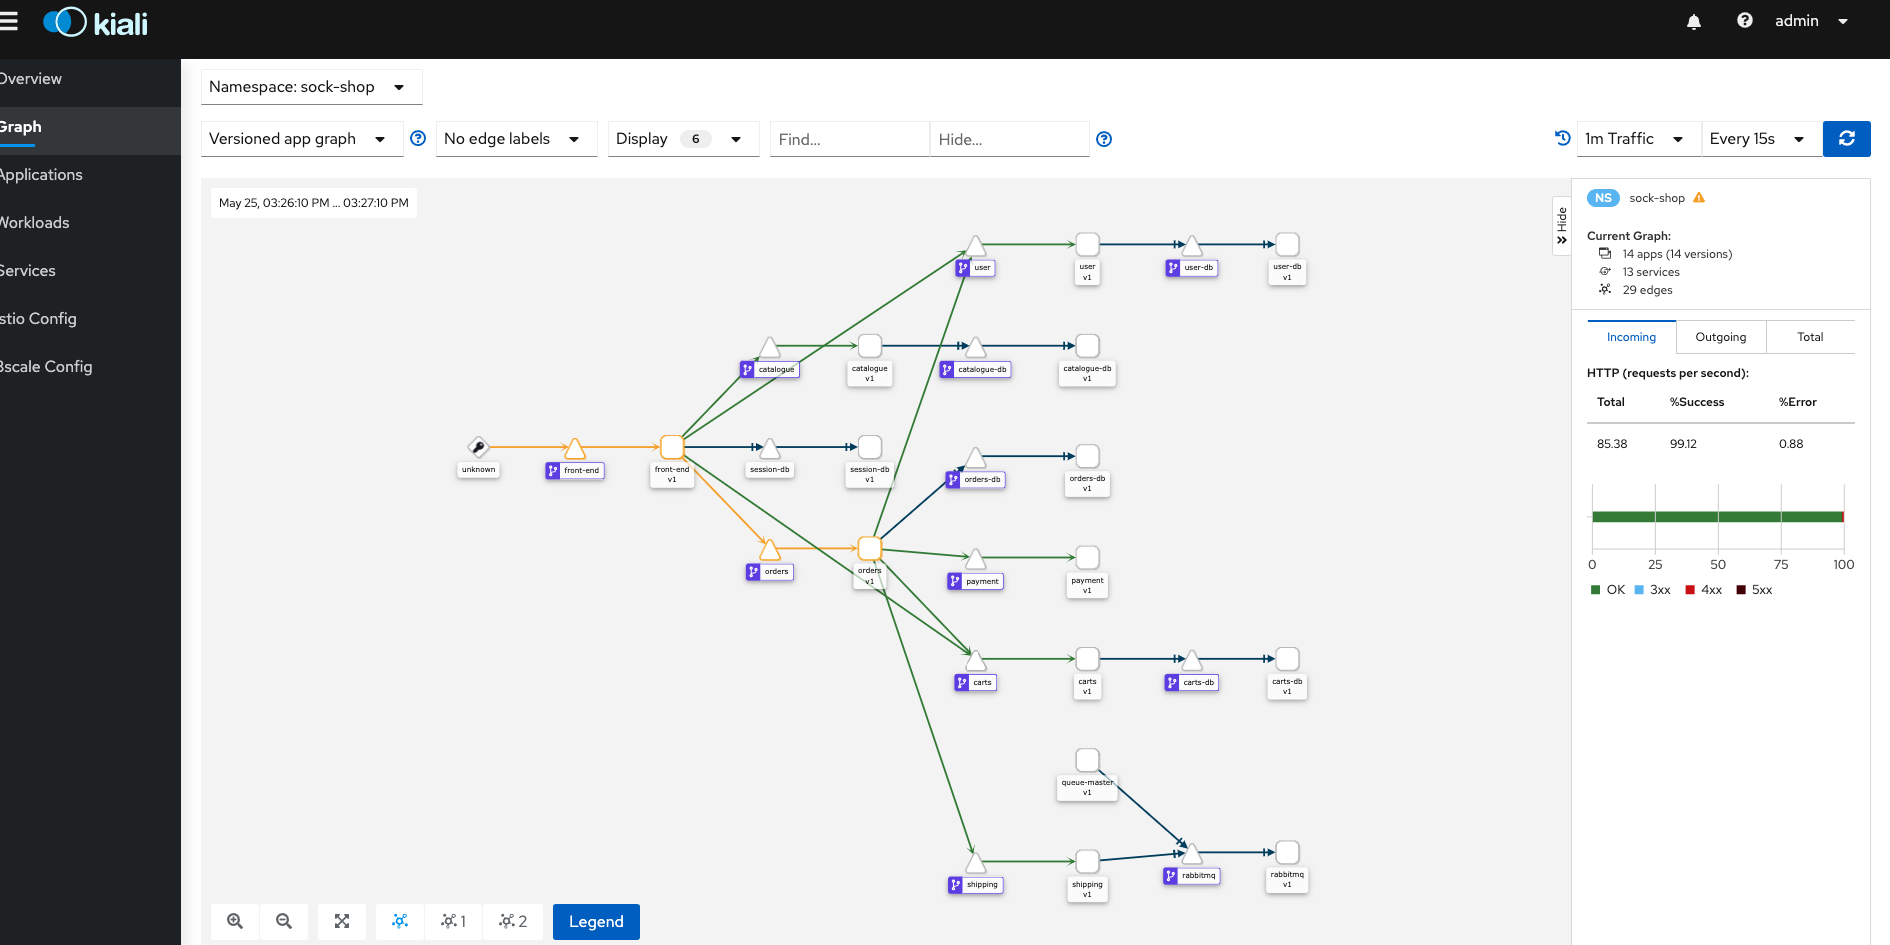 kiali
admin
Overview
Graph
Applications
Workloads
Services
Istio Config
3scale Config
Namespace: sock-shop
Versioned app graph
No edge labels
Display 6
Find...
Hide...
1m Traffic
Every 15s
May 25, 03:26:10 PM ... 03:27:10 PM
Hide
user
user
v1
user-db
user-db
v1
catalogue
catalogue
v1
catalogue-db
catalogue-db
v1
unknown
front-end
front-end
v1
session-db
session-db
v1
orders-db
orders-db
v1
orders
orders
v1
payment
payment
v1
carts
carts
v1
carts-db
carts-db
v1
queue-master
v1
shipping
shipping
v1
rabbitmq
rabbitmq
v1
1
2
Legend
NS sock-shop
Current Graph:
14 apps (14 versions)
13 services
29 edges
Incoming Outgoing Total
HTTP (requests per second):
Total %Success %Error
85.38 99.12 0.88
0 25 50 75 100
OK 3xx 4xx 5xx